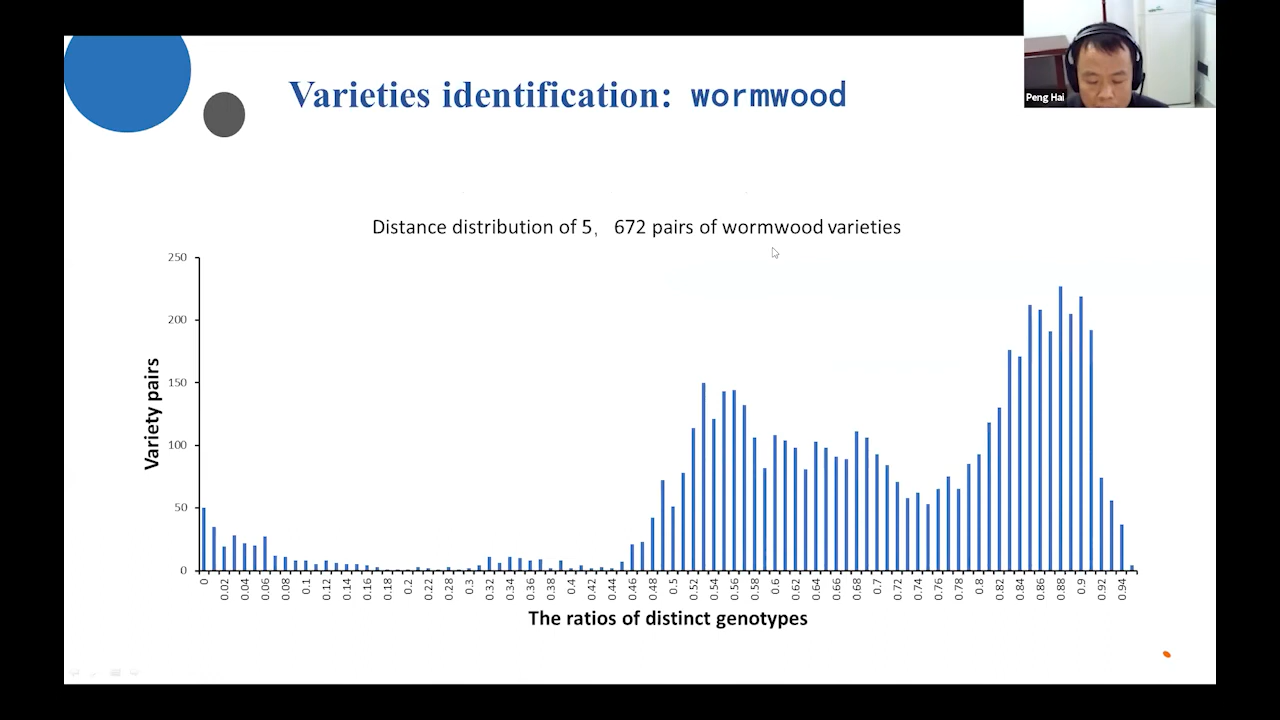 Varieties identification: wormwood
Peng Hai
Distance distribution of 5， 672 pairs of wormwood varieties
250
200
150
100
50
0
Variety pairs
0 0.02 0.04 0.06 0.08 0.1 0.12 0.14 0.16 0.18 0.2 0.22 0.28 0.3 0.32 0.34 0.36 0.38 0.4 0.42 0.44 0.46 0.48 0.5 0.52 0.54 0.56 0.58 0.6 0.62 0.64 0.66 0.68 0.7 0.72 0.74 0.76 0.78 0.8 0.82 0.84 0.86 0.88 0.9 0.92 0.94
The ratios of distinct genotypes